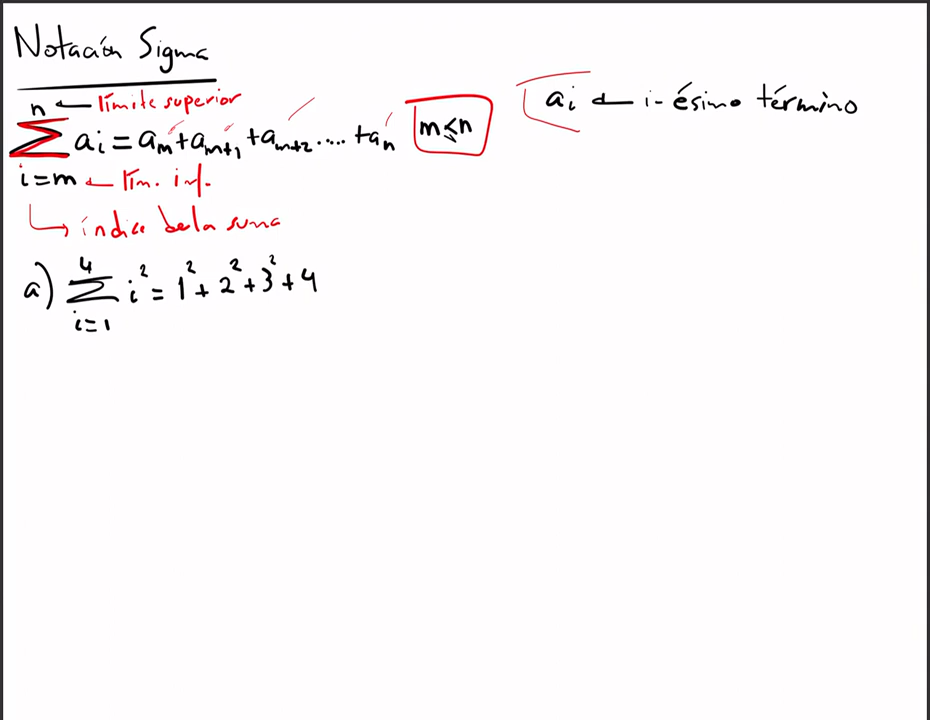 Notación Sigma
n ← límite superior
∑ aᵢ = aₘ + aₘ₊₁ + aₘ₊₂ .... + aₙ m ≤ n aᵢ ← i-ésimo término
i=m ← lím. inf.
↳ índice de la suma
a) ∑ i² = 1² + 2² + 3² + 4
4
i=1